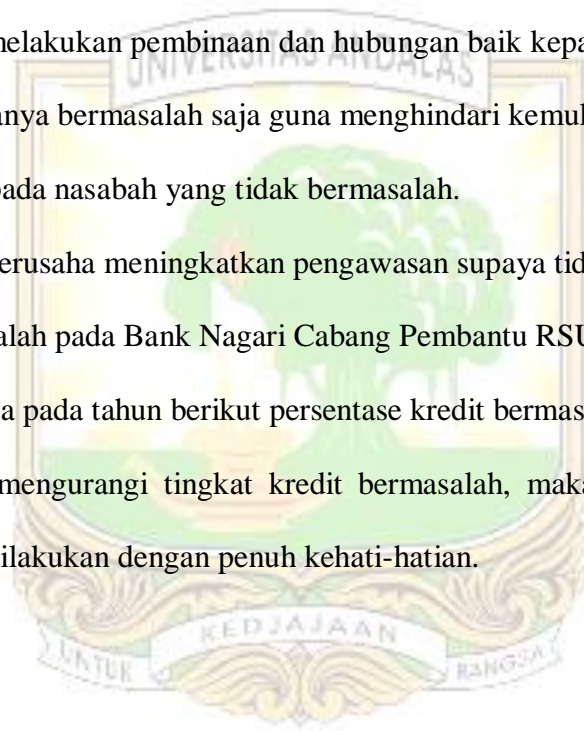 melakukan pembinaan dan hubungan baik kepa
UNIVERSITAS ANDALAS
anya bermasalah saja guna menghindari kemul
pada nasabah yang tidak bermasalah.
erusaha meningkatkan pengawasan supaya tid
alah pada Bank Nagari Cabang Pembantu RSU
a pada tahun berikut persentase kredit bermas
mengurangi tingkat kredit bermasalah, maka
ilakukan dengan penuh kehati-hatian.
KEDJAJAAN
UNTUK BANGSA